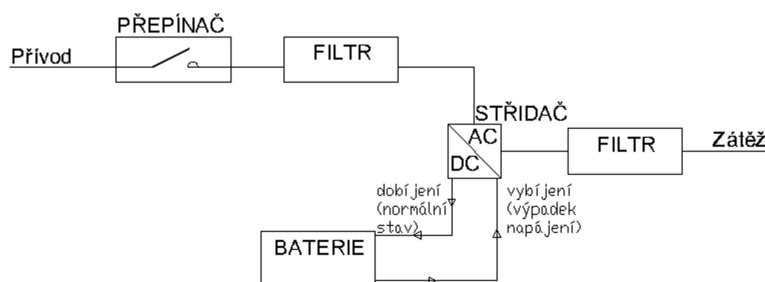 PŘEPÍNAČ
Přívod
FILTR
STŘIDAČ
AC
DC
FILTR
Zátěž
dobíjení
(normální
stav)
vybíjení
(výpadek
napájení)
BATERIE